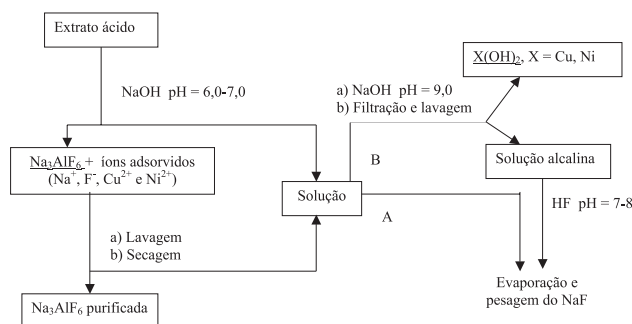 Extrato ácido
NaOH pH = 6,0-7,0
Na₃AlF₆ + íons adsorvidos
(Na⁺, F⁻, Cu²⁺ e Ni²⁺)
a) Lavagem
b) Secagem
Na₃AlF₆ purificada
Solução
a) NaOH pH = 9,0
b) Filtração e lavagem
B
A
X(OH)₂, X = Cu, Ni
Solução alcalina
HF pH = 7-8
Evaporação e
pesagem do NaF